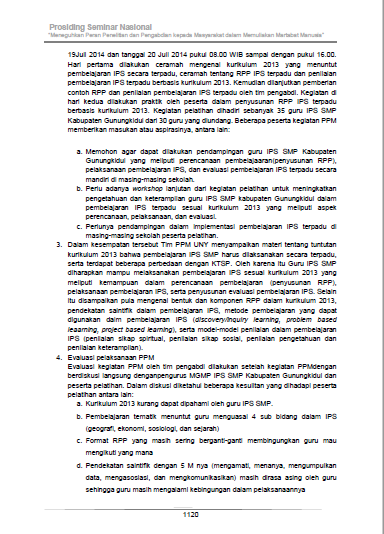 Prosiding Seminar Nasional
"Meneguhkan Peran Penelitian dan Pengabdian kepada Masyarakat dalam Memuliakan Martabat Manusia"
19Juli 2014 dan tanggal 20 Juli 2014 pukul 08.00 WIB sampai dengan pukul 16.00.
Hari pertama dilakukan ceramah mengenai kurikulum 2013 yang menuntut
pembelajaran IPS secara terpadu, ceramah tentang RPP IPS terpadu dan penilaian
pembelajaran IPS terpadu berbasis kurikulum 2013. Kemudian dilanjutkan pemberian
contoh RPP dan penilaian pembelajaran IPS terpadu oleh tim pengabdi. Kegiatan di
hari kedua dilakukan praktik oleh peserta dalam penyusunan RPP IPS terpadu
berbasis kurikulum 2013. Kegiatan pelatihan dihadiri sebanyak 35 guru IPS SMP
Kabupaten Gunungkidul dari 30 guru yang diundang. Beberapa peserta kegiatan PPM
memberikan masukan atau aspirasinya, antara lain:
a. Memohon agar dapat dilakukan pendampingan guru IPS SMP Kabupaten
Gunungkidul yang meliputi perencanaan pembelajaaran(penyusunan RPP),
pelaksanaan pembelajaran IPS, dan evaluasi pembelajaran IPS terpadu secara
mandiri di masing-masing sekolah.
b. Perlu adanya workshop lanjutan dari kegiatan pelatihan untuk meningkatkan
pengetahuan dan keterampilan guru IPS SMP kabupaten Gunungkidul dalam
pembelajaran IPS terpadu sesuai kurikulum 2013 yang meliputi aspek
perencanaan, pelaksanaan, dan evaluasi.
c. Perlunya pendampingan dalam implementasi pembelajaran IPS terpadu di
masing-masing sekolah peserta pelatihan.
3. Dalam kesempatan tersebut Tim PPM UNY menyampaikan materi tentang tuntutan
kurikulum 2013 bahwa pembelajaran IPS harus dilaksanakan secara terpadu,
serta terdapat beberapa perbedaan dengan KTSP. Oleh karena itu Guru IPS SMP
diharapkan mampu melaksanakan pembelajaran IPS sesuai kurikulum 2013 yang
meliputi kemampuan dalam perencanaan pembelajaran (penyusunan RPP),
pelaksanaan pembelajaran IPS, serta penyusunan evaluasi pembelajaran IPS. Selain
itu disampaikan pula mengenai bentuk dan komponen RPP dalam kurikulum 2013,
pendekatan saintifik dalam pembelajaran IPS, metode pembelajaran yang dapat
digunakan dalm pembelajaran IPS (discovery/inquiry learning, problem based
leaarning, project based learning), serta model-model penilaian dalam pembelajaran
IPS (penilaian sikap spiritual, penilaian sikap sosial, penilaian pengetahuan dan
penilaian keterampilan).
4. Evaluasi pelaksanaan PPM
Evaluasi kegiatan PPM oleh tim pengabdi dilakukan setelah kegiatan PPMdengan
berdiskusi langsung denganpengurus MGMP IPS SMP Kabupaten Gunungkidul dan
peserta pelatihan. Dalam diskusi diketahui beberapa kesulitan yang dihadapi peserta
pelatihan antara lain:
a. Kurikulum 2013 kurang dapat dipahami oleh guru IPS SMP.
b. Pembelajaran tematik menuntut guru menguasai 4 sub bidang dalam IPS
(geografi, ekonomi, sosiologi, dan sejarah)
c. Format RPP yang masih sering berganti-ganti membingungkan guru mau
mengikuti yang mana
d. Pendekatan saintifik dengan 5 M nya (mengamati, menanya, mengumpulkan
data, mengasosiasi, dan mengkomunikasikan) masih dirasa asing oleh guru
sehingga guru masih mengalami kebingungan dalam pelaksanaannya
1120